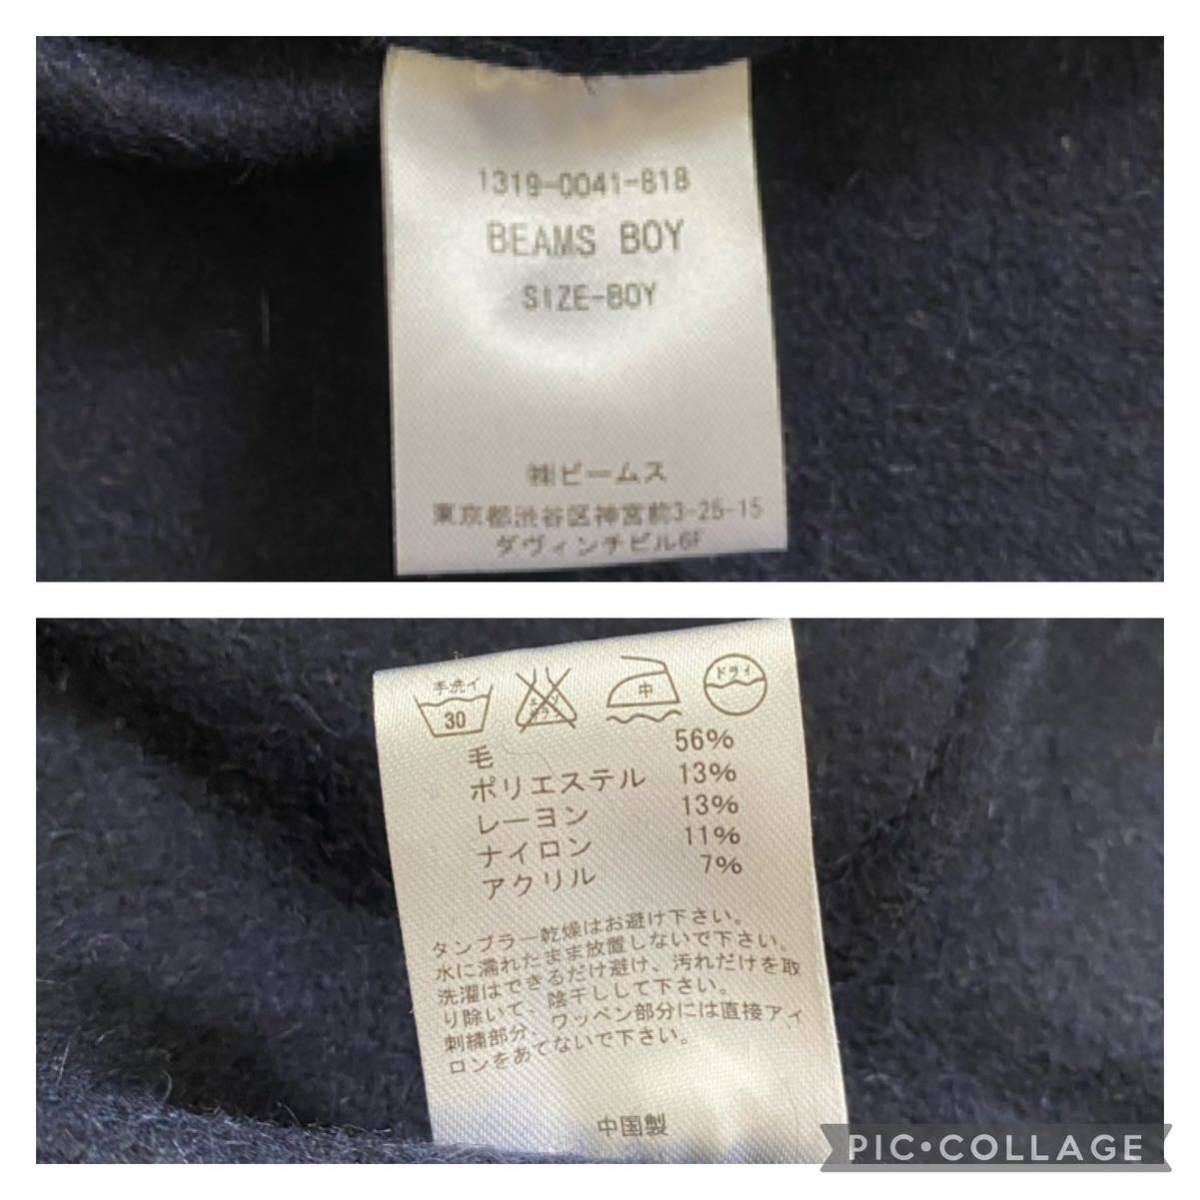 1319-0041-818
BEAMS BOY
SIZE-BOY
㈱ビームス
東京都渋谷区神宮前3-25-15
ダヴィンチビル6F
手洗イ
30
中
ドライ
毛 56%
ポリエステル 13%
レーヨン 13%
ナイロン 11%
アクリル 7%
タンブラー乾燥はお避け下さい。
水に濡れたまま放置しないで下さい。
洗濯はできるだけ避け、汚れだけを取
り除いて、陰干しして下さい。
刺繍部分、ワッペン部分には直接アイ
ロンをあてないで下さい。
中国製
PIC•COLLAGE